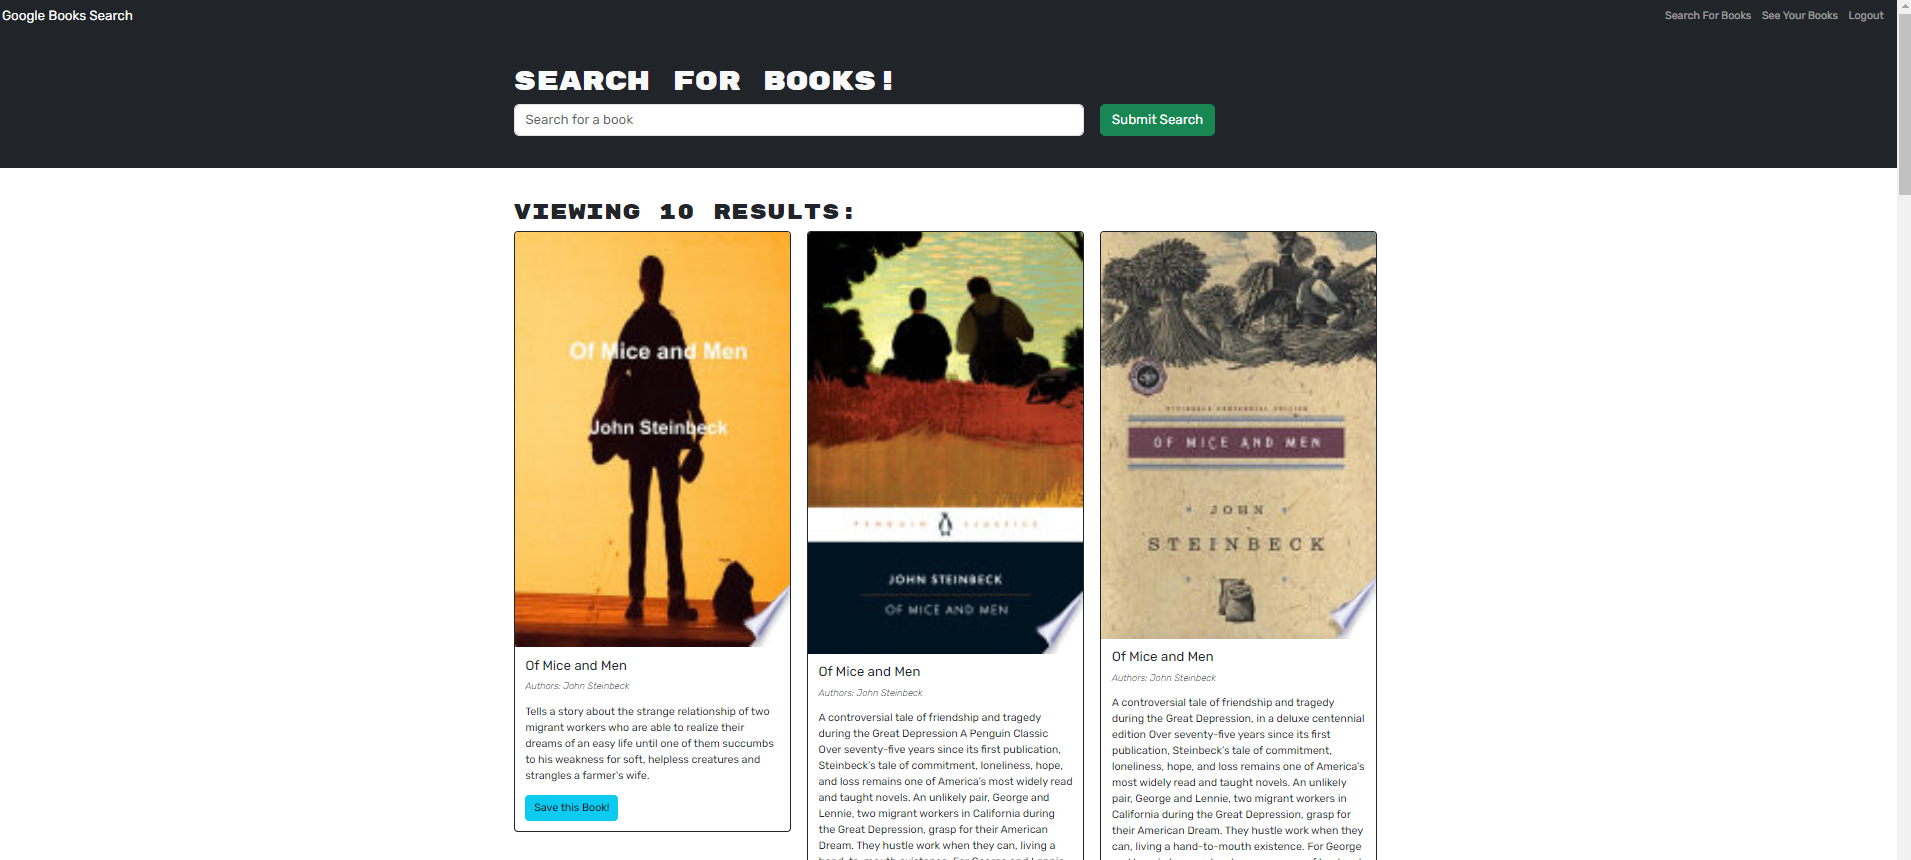 Google Books Search
Search For Books
See Your Books
Logout
SEARCH FOR BOOKS!
Search for a book
Submit Search
VIEWING 10 RESULTS:
Of Mice and Men
John Steinbeck
Of Mice and Men
Authors: John Steinbeck
Tells a story about the strange relationship of two
migrant workers who are able to realize their
dreams of an easy life until one of them succumbs
to his weakness for soft, helpless creatures and
strangles a farmer's wife.
Save this Book!
PENGUIN CLASSICS
JOHN STEINBECK
OF MICE AND MEN
Of Mice and Men
Authors: John Steinbeck
A controversial tale of friendship and tragedy
during the Great Depression A Penguin Classic
Over seventy-five years since its first publication,
Steinbeck's tale of commitment, loneliness, hope,
and loss remains one of America's most widely read
and taught novels. An unlikely pair, George and
Lennie, two migrant workers in California during
the Great Depression, grasp for their American
Dream. They hustle work when they can, living a
STEINBECK CENTENNIAL EDITION
OF MICE AND MEN
JOHN
STEINBECK
Of Mice and Men
Authors: John Steinbeck
A controversial tale of friendship and tragedy
during the Great Depression, in a deluxe centennial
edition Over seventy-five years since its first
publication, Steinbeck's tale of commitment,
loneliness, hope, and loss remains one of America's
most widely read and taught novels. An unlikely
pair, George and Lennie, two migrant workers in
California during the Great Depression, grasp for
their American Dream. They hustle work when they
can, living a hand-to-mouth existence. For George